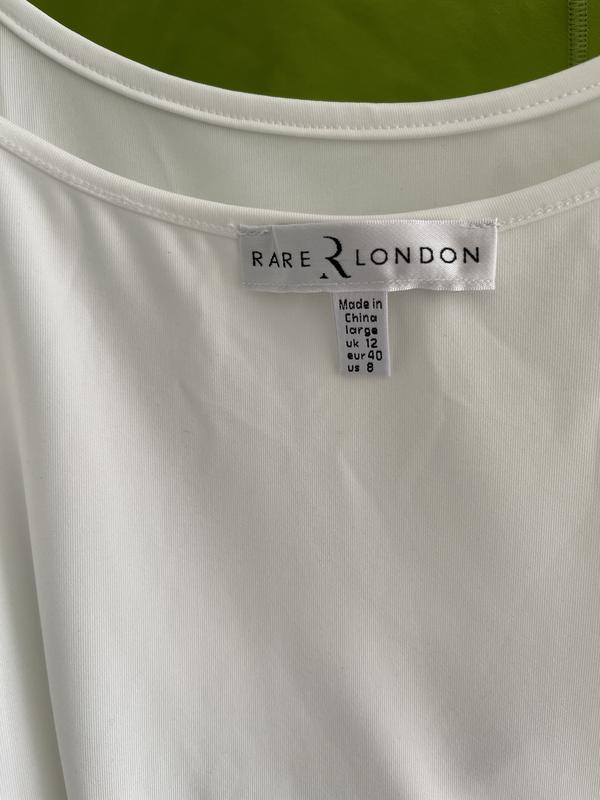 RARE R LONDON
Made in
China
large
uk 12
eur 40
us 8